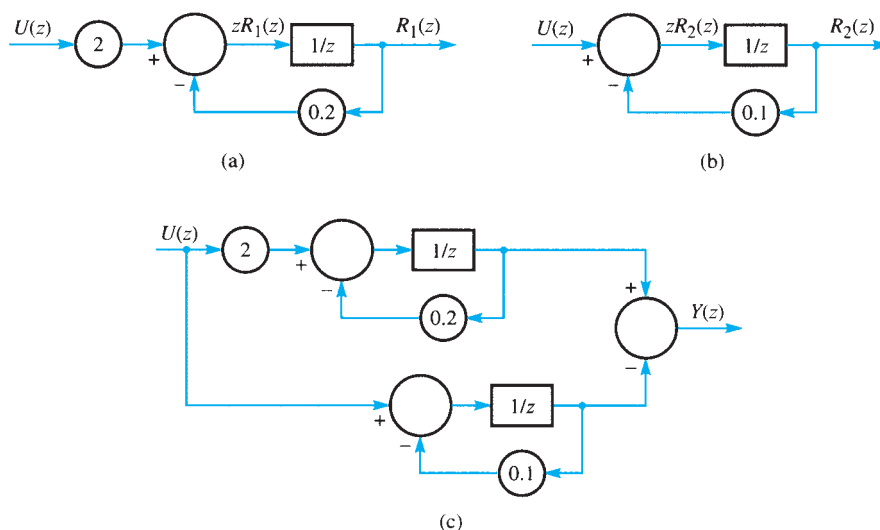 U(z) 2 + − zR₁(z) 1/z R₁(z) 0.2
(a)
U(z) + − zR₂(z) 1/z R₂(z) 0.1
(b)
U(z) 2 + − 1/z 0.2
+ − Y(z)
+ − 1/z 0.1
(c)